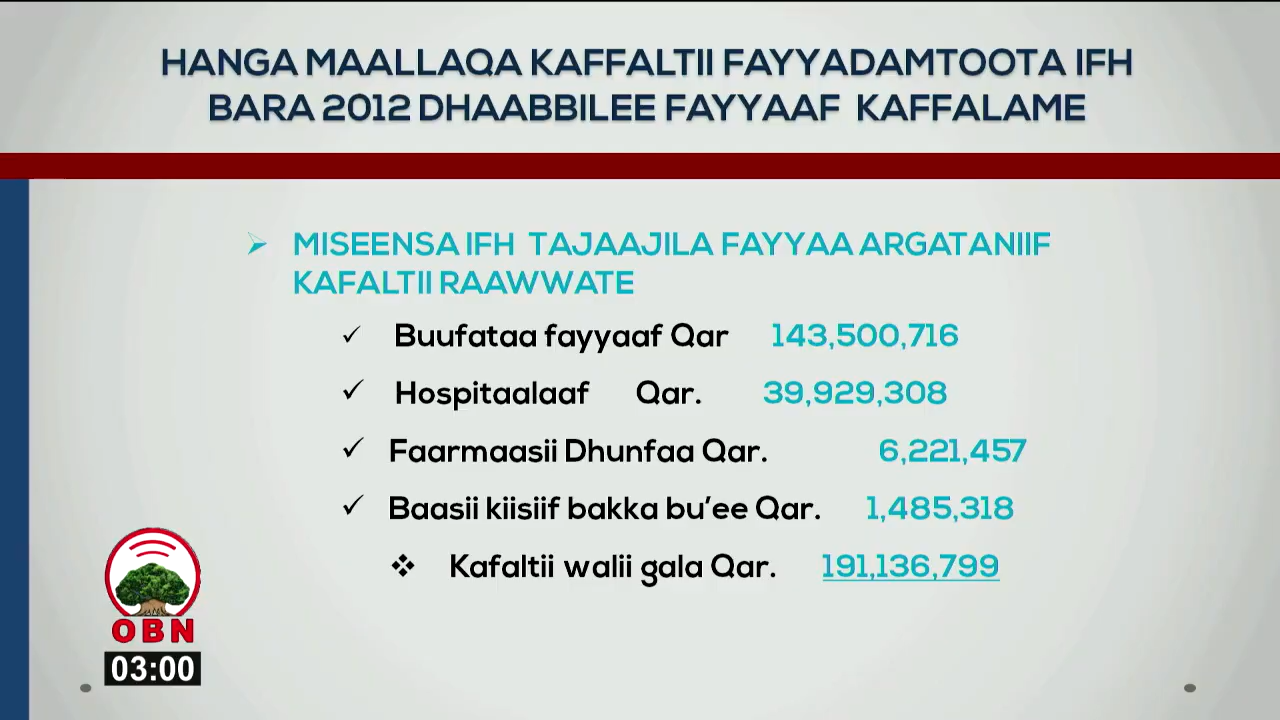 HANGA MAALLAQA KAFFALTII FAYYADAMTOOTA IFH
BARA 2012 DHAABBILEE FAYYAAF KAFFALAME
MISEENSA IFH TAJAAJILA FAYYAA ARGATANIIF
KAFALTII RAAWWATE
Buufataa fayyaaf Qar 143,500,716
Hospitaalaaf Qar. 39,929,308
Faarmaasii Dhunfaa Qar. 6,221,457
Baasii kiisiif bakka bu’ee Qar. 1,485,318
Kafaltii walii gala Qar. 191,136,799
OBN
03:00